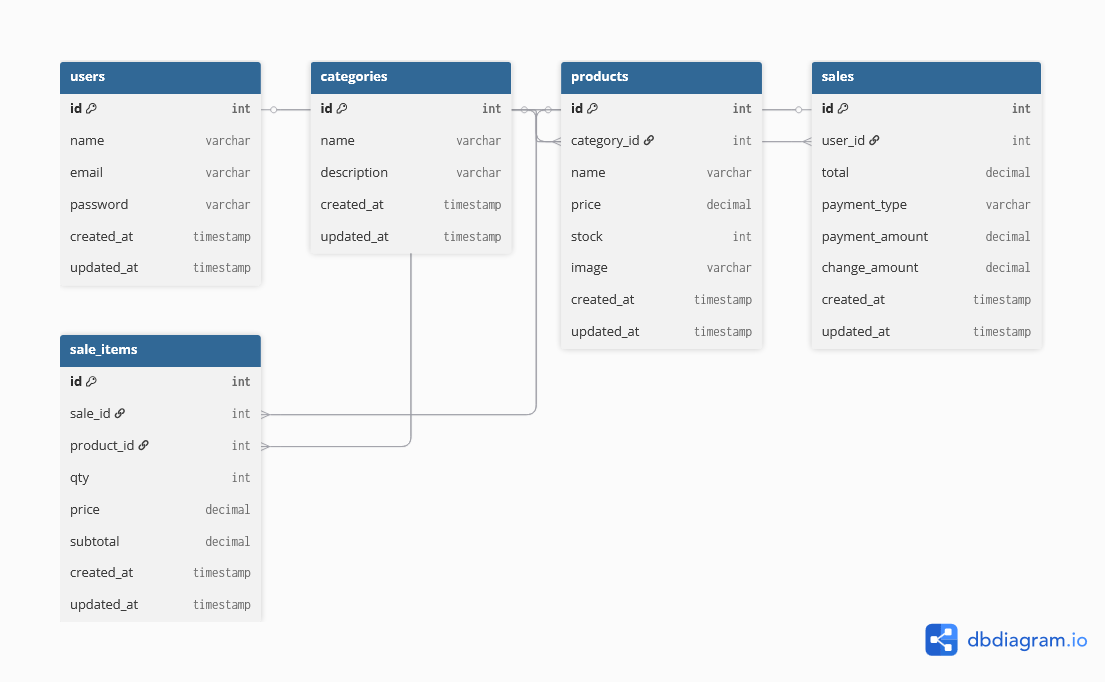 users
id int
name varchar
email varchar
password varchar
created_at timestamp
updated_at timestamp
categories
id int
name varchar
description varchar
created_at timestamp
updated_at timestamp
products
id int
category_id int
name varchar
price decimal
stock int
image varchar
created_at timestamp
updated_at timestamp
sales
id int
user_id int
total decimal
payment_type varchar
payment_amount decimal
change_amount decimal
created_at timestamp
updated_at timestamp
sale_items
id int
sale_id int
product_id int
qty int
price decimal
subtotal decimal
created_at timestamp
updated_at timestamp
dbdiagram.io